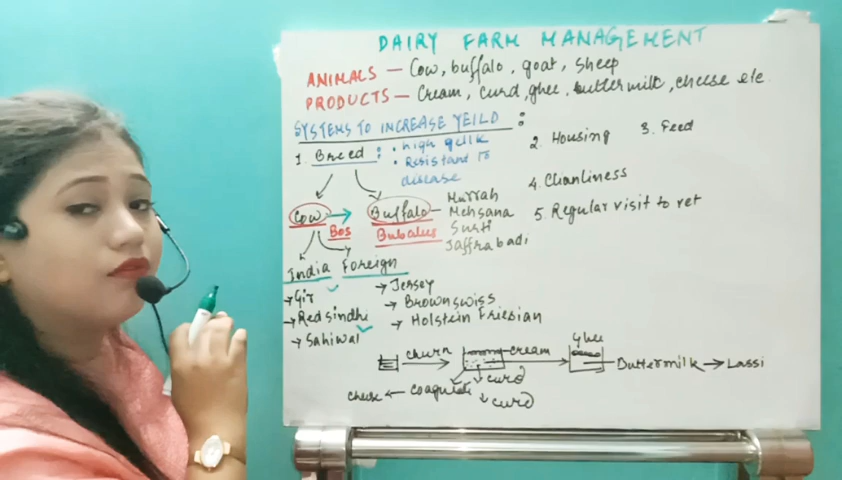 DAIRY FARM MANAGEMENT
ANIMALS — Cow, buffalo, goat, sheep
PRODUCTS — Cream, curd, ghee, buttermilk, cheese etc
SYSTEMS TO INCREASE YEILD :
1. Breed : • high yeilk
• Resistant to
disease
2. Housing 3. Feed
4. Cleanliness
5. Regular visit to vet
Cow → Buffalo — Murrah
Bos Bubalus Mehsana
Surti
Jaffrabadi
India Foreign
→ Gir → Jersey
→ Red sindhi → Brown swiss
→ Sahiwal → Holstein Friesian
churn cream Ghee
Buttermilk → Lassi
cheese ← coagulate ↓ curd
↓ curd